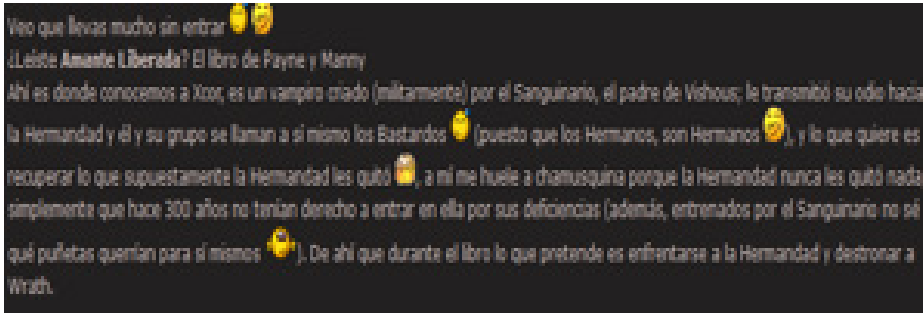 Veo que llevas mucho sin entrar
¿Leiste Amante Liberada? El libro de Payne y Manny
Ahí es donde conocemos a Xcor, es un vampiro criado (militarmente) por el Sanguinario, el padre de Vishous; le transmitió su odio hacia
la Hermandad y él y su grupo se llaman a sí mismo los Bastardos (puesto que los Hermanos, son Hermanos ), y lo que quiere es
recuperar lo que supuestamente la Hermandad les quitó , a mi me huele a chamusquina porque la Hermandad nunca les quitó nada
simplemente que hace 300 años no tenían derecho a entrar en ella por sus deficiencias (además, entrenados por el Sanguinario no sé
qué puñetas querrían para sí mismos ). De ahí que durante el libro lo que pretende es enfrentarse a la Hermandad y destronar a
Wrath.